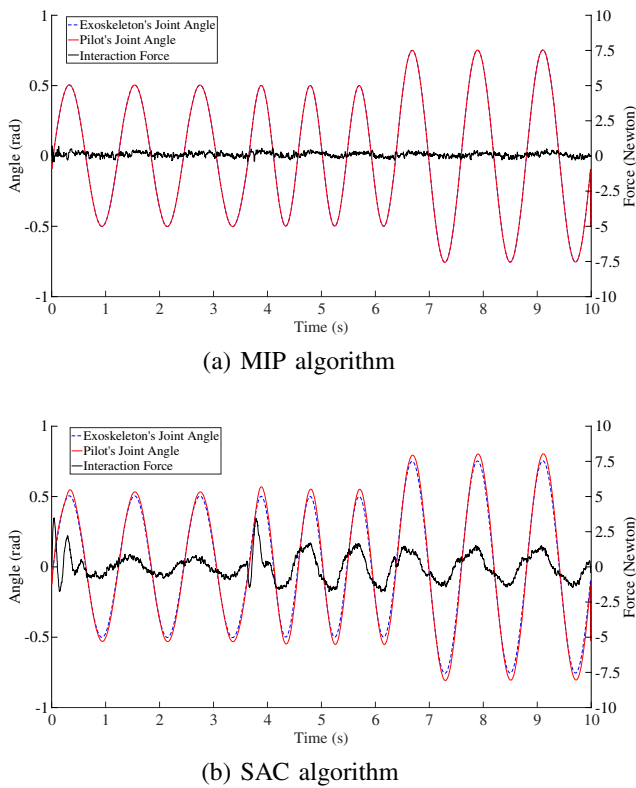 Exoskeleton's Joint Angle
Pilot's Joint Angle
Interaction Force
1
0.5
0
-0.5
-1
Angle (rad)
10
7.5
5
2.5
0
-2.5
-5
-7.5
-10
Force (Newton)
0 1 2 3 4 5 6 7 8 9 10
Time (s)
(a) MIP algorithm
Exoskeleton's Joint Angle
Pilot's Joint Angle
Interaction Force
1
0.5
0
-0.5
-1
Angle (rad)
10
7.5
5
2.5
0
-2.5
-5
-7.5
-10
Force (Newton)
0 1 2 3 4 5 6 7 8 9 10
Time (s)
(b) SAC algorithm